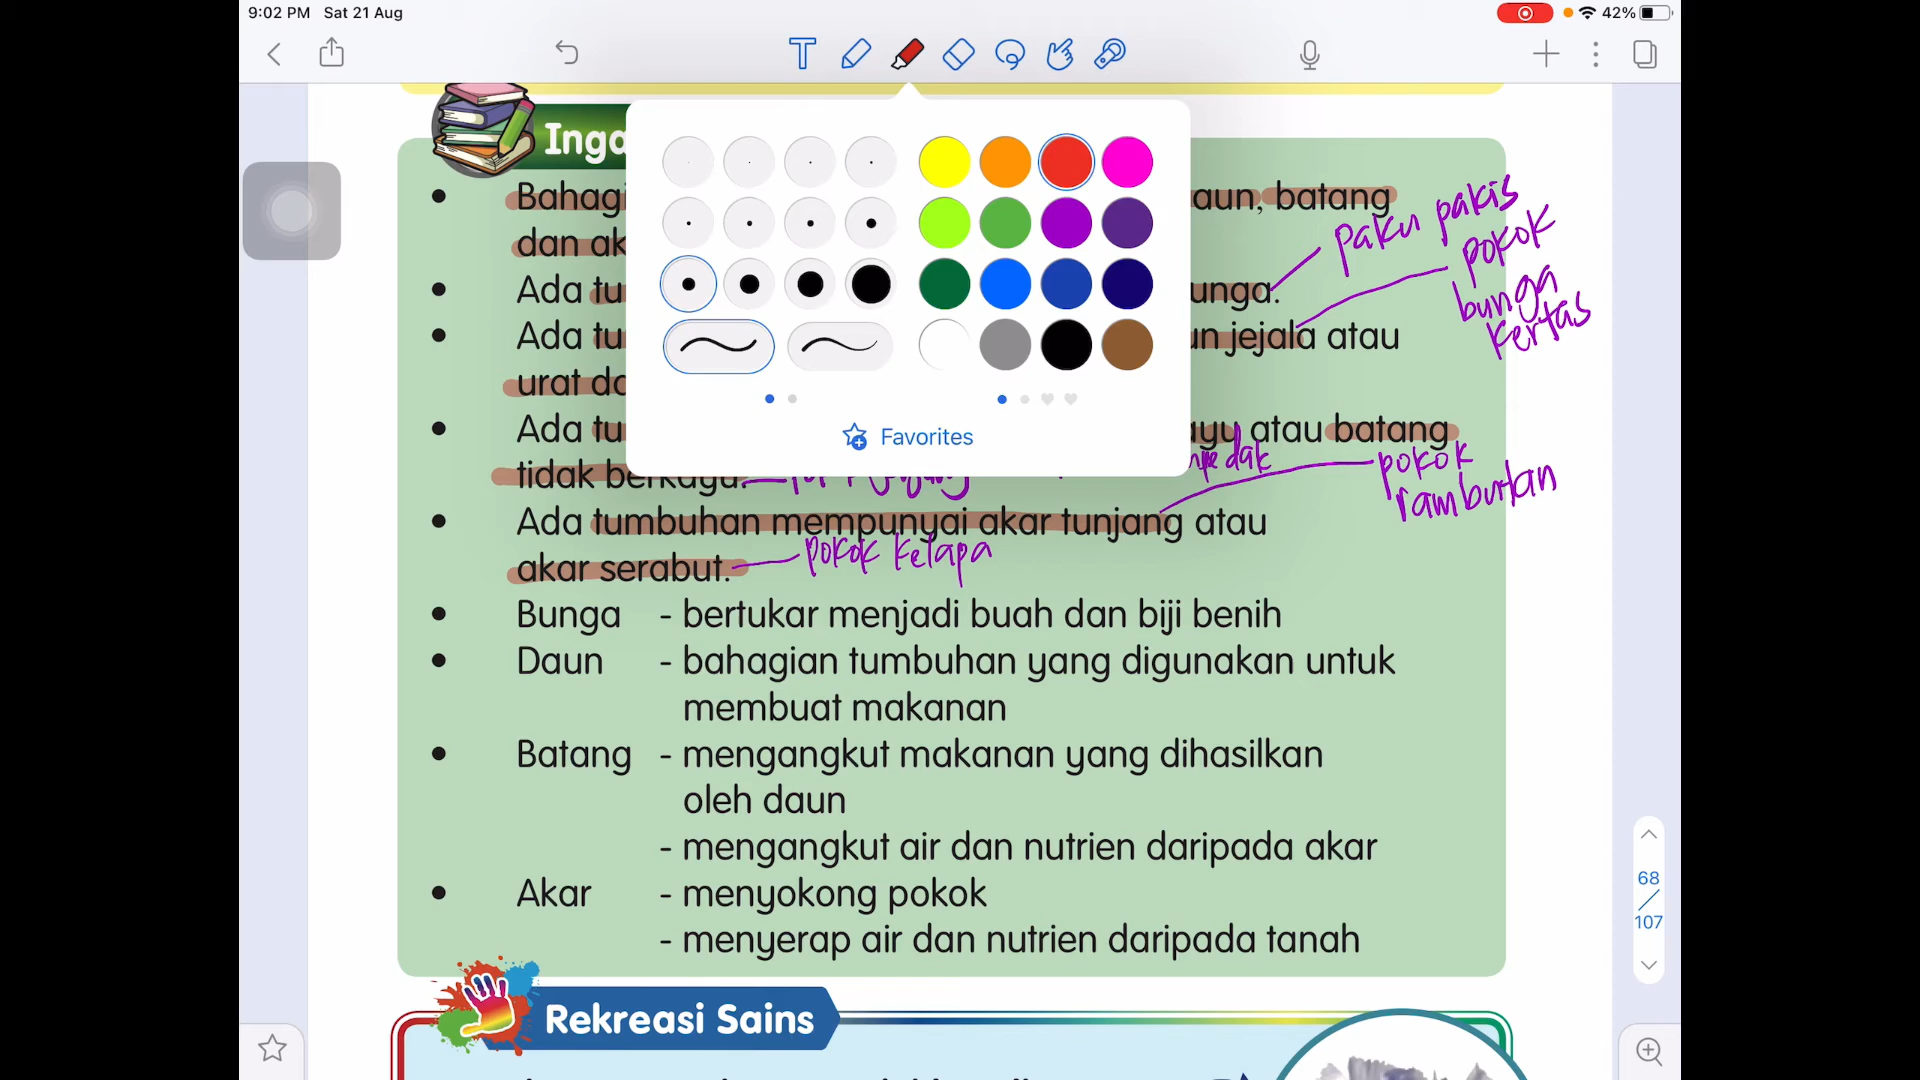 9:02 PM Sat 21 Aug
42%
T
Favorites
aun, batang
dan ak
Ada tu
unga.
paku pakis
pokok
bunga
kertas
Ada tu
un jejala atau
urat da
Ada tu
ayu atau batang
tidak berkayu.
pokok
rambutan
Ada tumbuhan mempunyai akar tunjang atau
akar serabut.
pokok kelapa
Bunga - bertukar menjadi buah dan biji benih
Daun - bahagian tumbuhan yang digunakan untuk
membuat makanan
Batang - mengangkut makanan yang dihasilkan
oleh daun
- mengangkut air dan nutrien daripada akar
Akar - menyokong pokok
- menyerap air dan nutrien daripada tanah
68
107
Rekreasi Sains